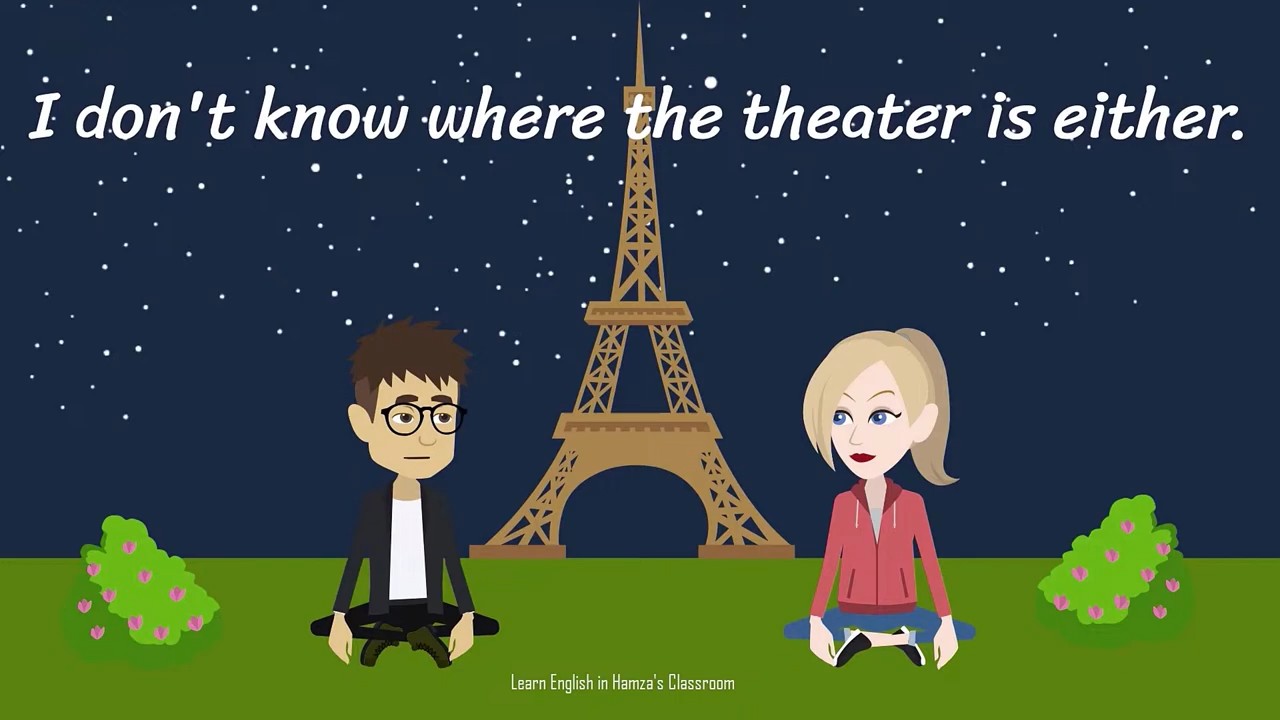 I don't know where the theater is either.
Learn English in Hamza's Classroom